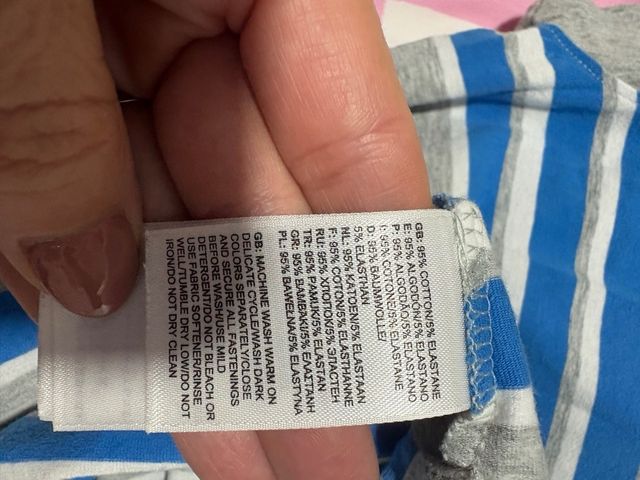 GB: 95% COTTON/5% ELASTANE
E: 95% ALGODON/5% ELASTANO
P: 95% ALGODÃO/5% ELASTANO
I: 95% COTONE/5% ELASTANE
D: 95% BAUMWOLLE/
5% ELASTHAN
NL: 95% KATOEN/5% ELASTAAN
F: 95% COTON/5% ELASTHANNE
RU: 95% ХЛОПОК/5% ЭЛАСТЕН
TR: 95% PAMUK/5% ELASTAN
GR: 95% ΒΑΜΒΑΚΙ/5% ΕΛΑΣΤΑΝΗ
PL: 95% BAWEŁNA/5% ELASTYNA
GB: MACHINE WASH WARM ON
DELICATE CYCLE/WASH DARK
COLORS SEPARATELY/CLOSE
AND SECURE ALL FASTENINGS
BEFORE WASH/USE MILD
DETERGENT/DO NOT BLEACH OR
USE FABRIC SOFTENER/RINSE
WELL/TUMBLE DRY LOW/DO NOT
IRON/DO NOT DRY CLEAN